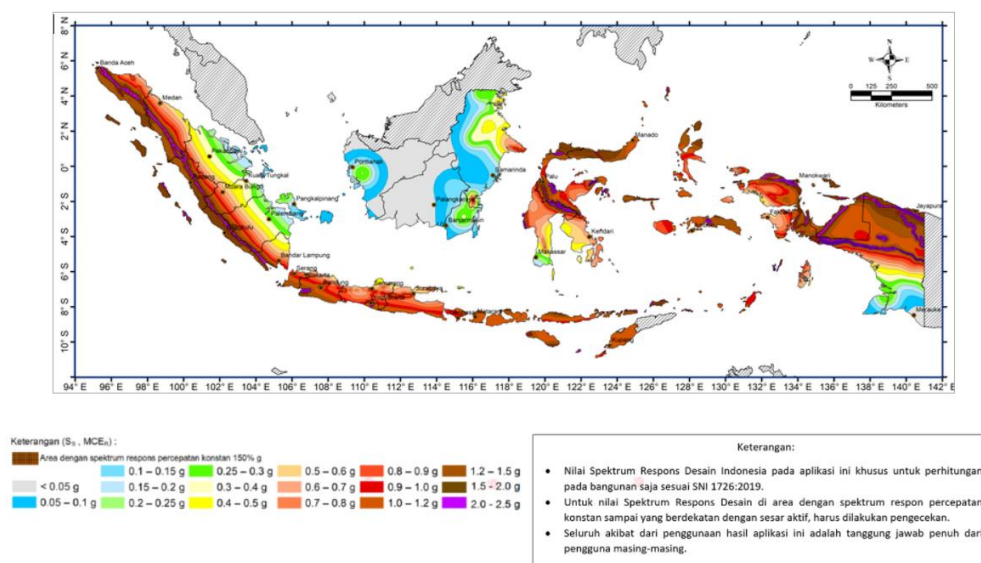 8° N
6° N
4° N
2° N
0°
2° S
4° S
6° S
8° S
10° S
Banda Aceh
Medan
Kuala Tungkal
Muara Bungo
Pangkalpinang
Palembang
Bandar Lampung
Serang
Pontianak
Samarinda
Manado
Palu
Kendari
Makassar
Manokwari
Jayapura
Merauke
Kupang
N
W
E
S
0 125 250 500
Kilometers
94° E 96° E 98° E 100° E 102° E 104° E 106° E 108° E 110° E 112° E 114° E 116° E 118° E 120° E 122° E 124° E 126° E 128° E 130° E 132° E 134° E 136° E 138° E 140° E 142° E
Keterangan (Ss , MCER) :
Area dengan spektrum respons percepatan konstan 150% g
0.1 – 0.15 g 0.25 – 0.3 g 0.5 – 0.6 g 0.8 – 0.9 g 1.2 – 1.5 g
< 0.05 g 0.15 – 0.2 g 0.3 – 0.4 g 0.6 – 0.7 g 0.9 – 1.0 g 1.5 – 2.0 g
0.05 – 0.1 g 0.2 – 0.25 g 0.4 – 0.5 g 0.7 – 0.8 g 1.0 – 1.2 g 2.0 - 2.5 g
Keterangan:
• Nilai Spektrum Respons Desain Indonesia pada aplikasi ini khusus untuk perhitungan
pada bangunan saja sesuai SNI 1726:2019.
• Untuk nilai Spektrum Respons Desain di area dengan spektrum respon percepatan
konstan sampai yang berdekatan dengan sesar aktif, harus dilakukan pengecekan.
• Seluruh akibat dari penggunaan hasil aplikasi ini adalah tanggung jawab penuh dari
pengguna masing-masing.